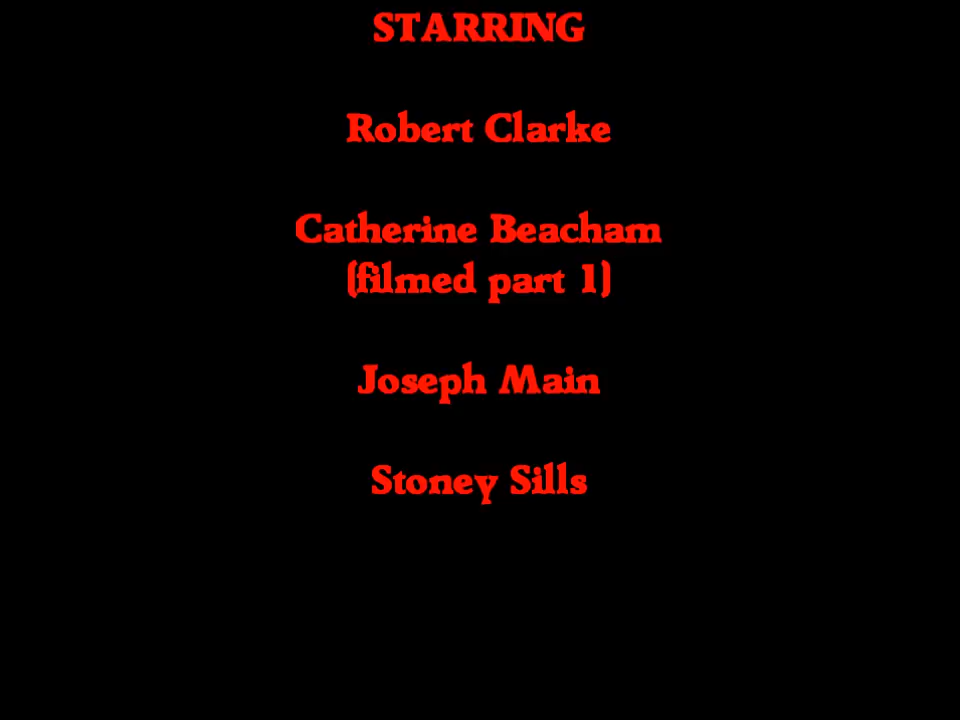 STARRING
Robert Clarke
Catherine Beacham
(filmed part 1)
Joseph Main
Stoney Sills